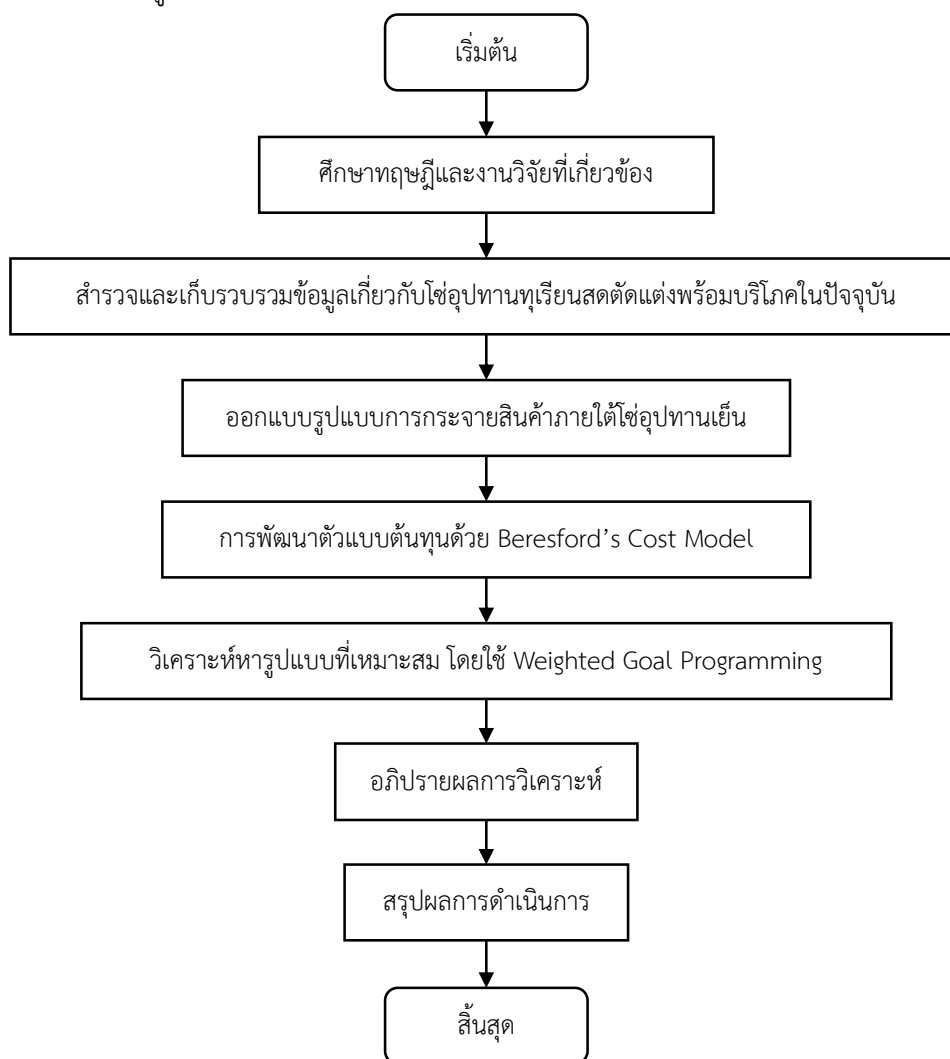 เริ่มต้น
ศึกษาทฤษฎีและงานวิจัยที่เกี่ยวข้อง
สำรวจและเก็บรวบรวมข้อมูลเกี่ยวกับโซ่อุปทานทุเรียนสดตัดแต่งพร้อมบริโภคในปัจจุบัน
ออกแบบรูปแบบการกระจายสินค้าภายใต้โซ่อุปทานเย็น
การพัฒนาตัวแบบต้นทุนด้วย Beresford’s Cost Model
วิเคราะห์หารูปแบบที่เหมาะสม โดยใช้ Weighted Goal Programming
อภิปรายผลการวิเคราะห์
สรุปผลการดำเนินการ
สิ้นสุด